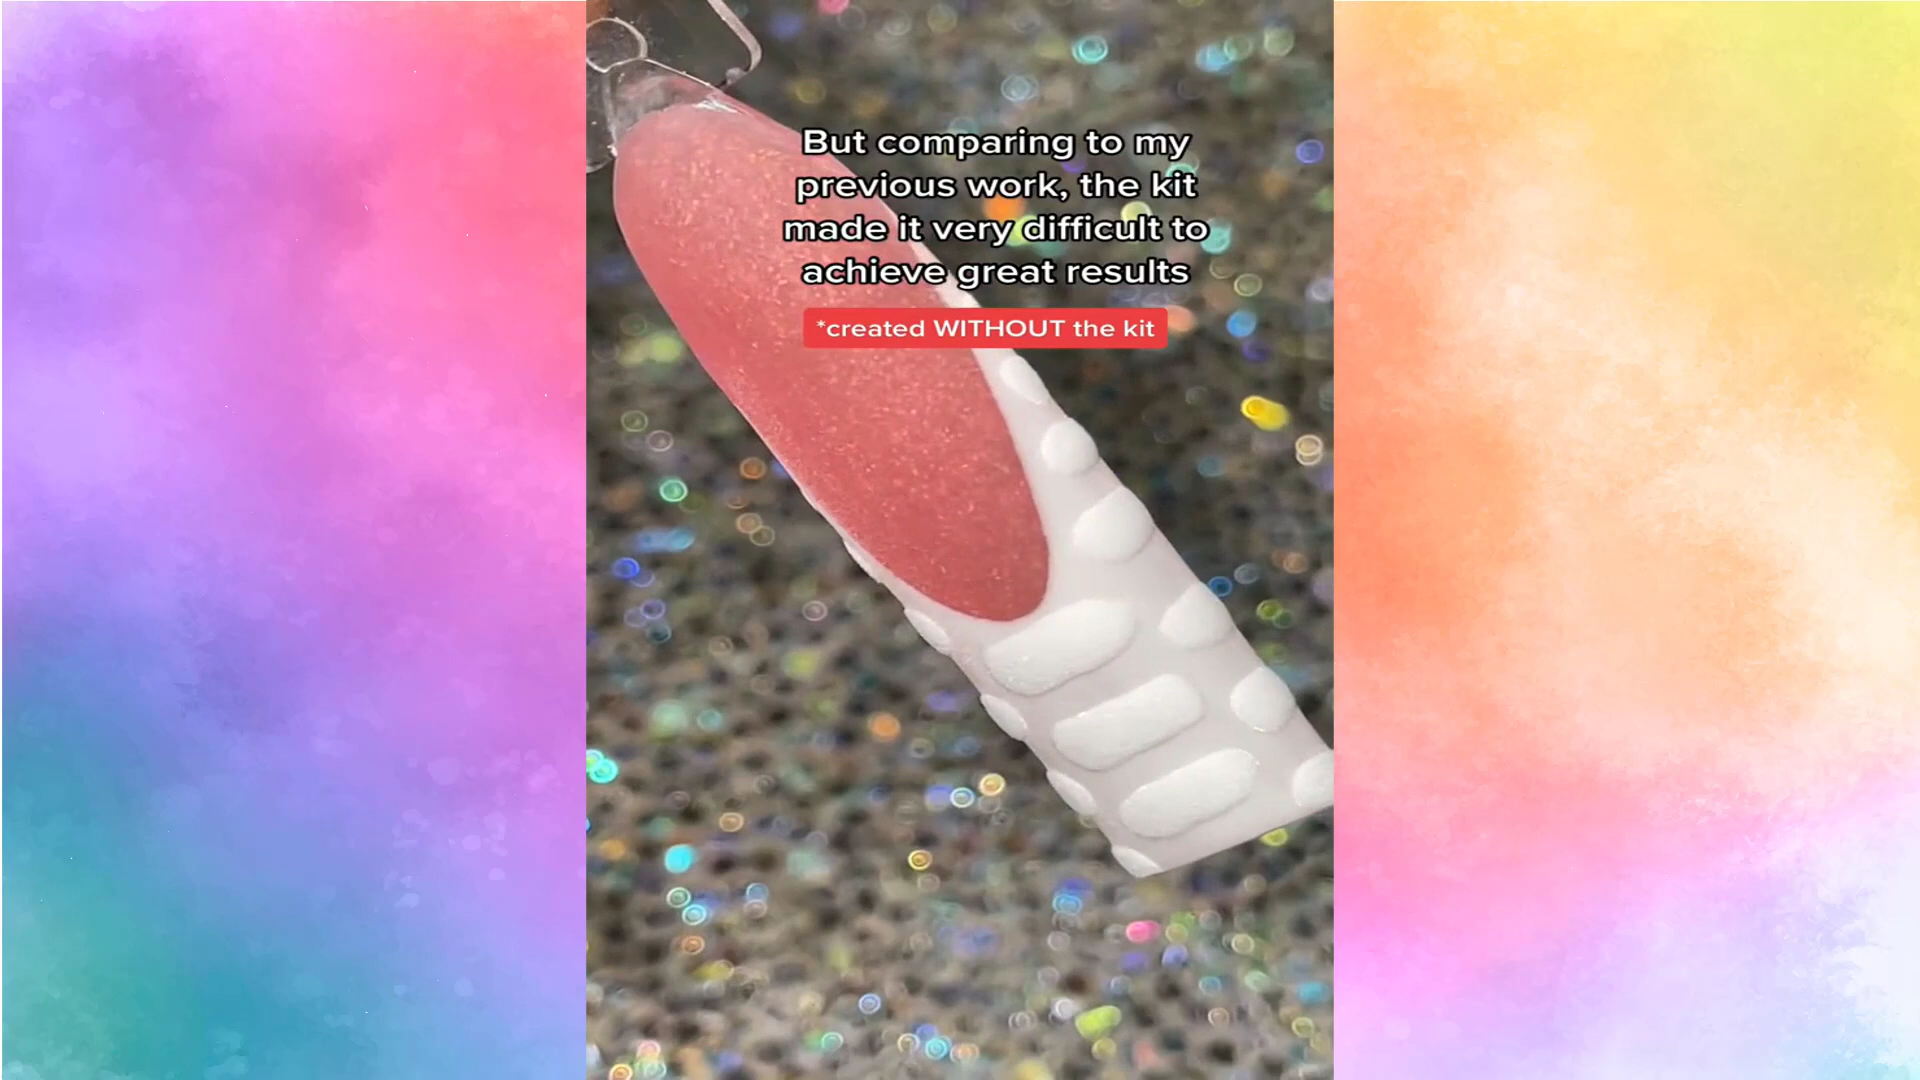 But comparing to my
previous work, the kit
made it very difficult to
achieve great results
*created WITHOUT the kit